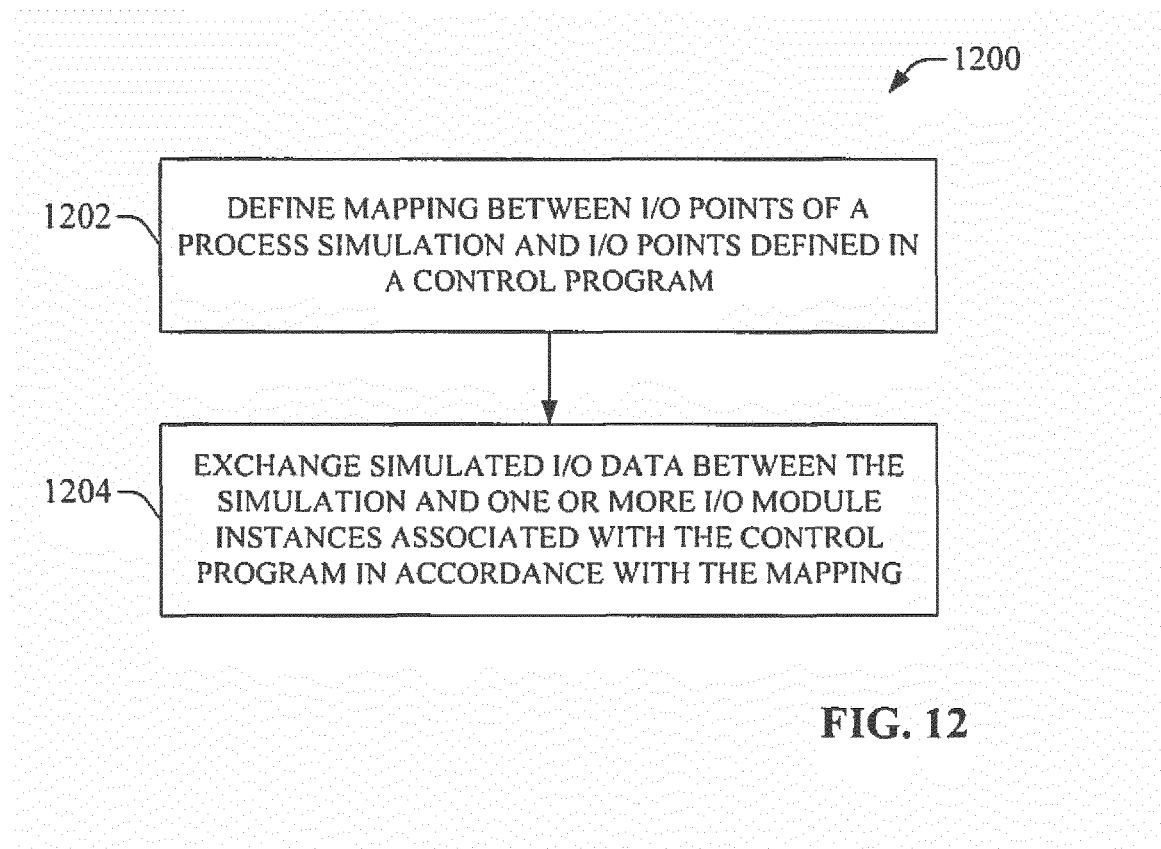 1200
1202
DEFINE MAPPING BETWEEN I/O POINTS OF A
PROCESS SIMULATION AND I/O POINTS DEFINED IN
A CONTROL PROGRAM
1204
EXCHANGE SIMULATED I/O DATA BETWEEN THE
SIMULATION AND ONE OR MORE I/O MODULE
INSTANCES ASSOCIATED WITH THE CONTROL
PROGRAM IN ACCORDANCE WITH THE MAPPING
FIG. 12